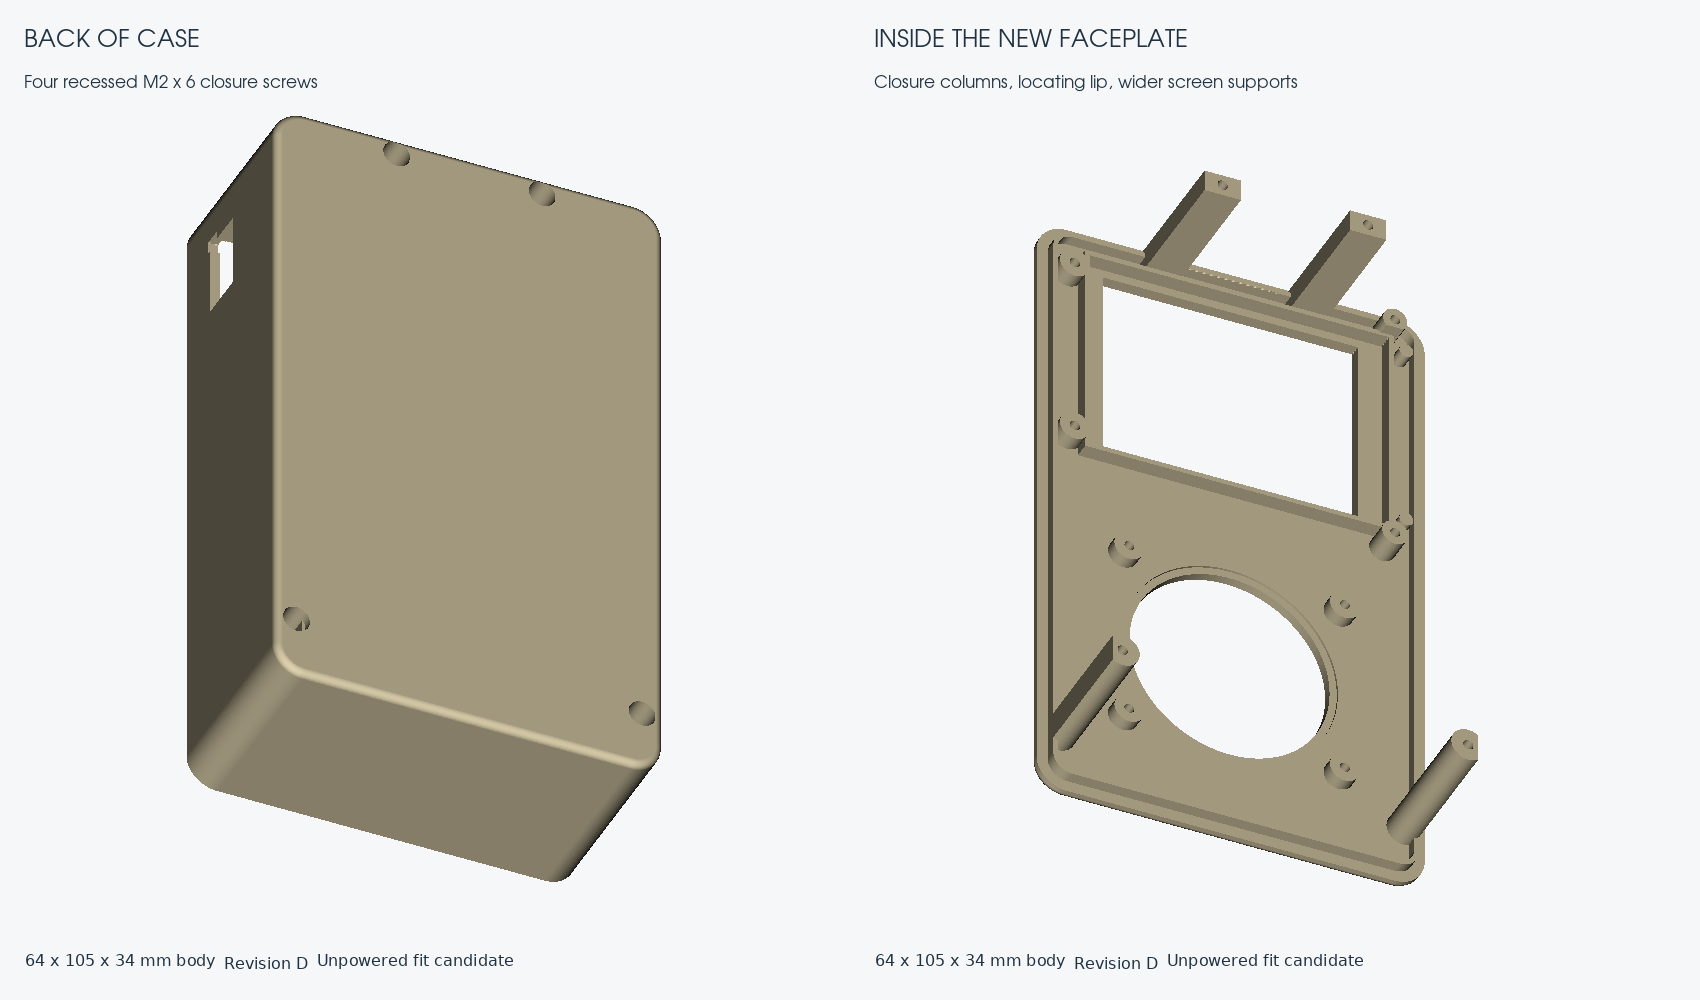 BACK OF CASE
Four recessed M2 x 6 closure screws
INSIDE THE NEW FACEPLATE
Closure columns, locating lip, wider screen supports
64 x 105 x 34 mm body Revision D Unpowered fit candidate
64 x 105 x 34 mm body Revision D Unpowered fit candidate